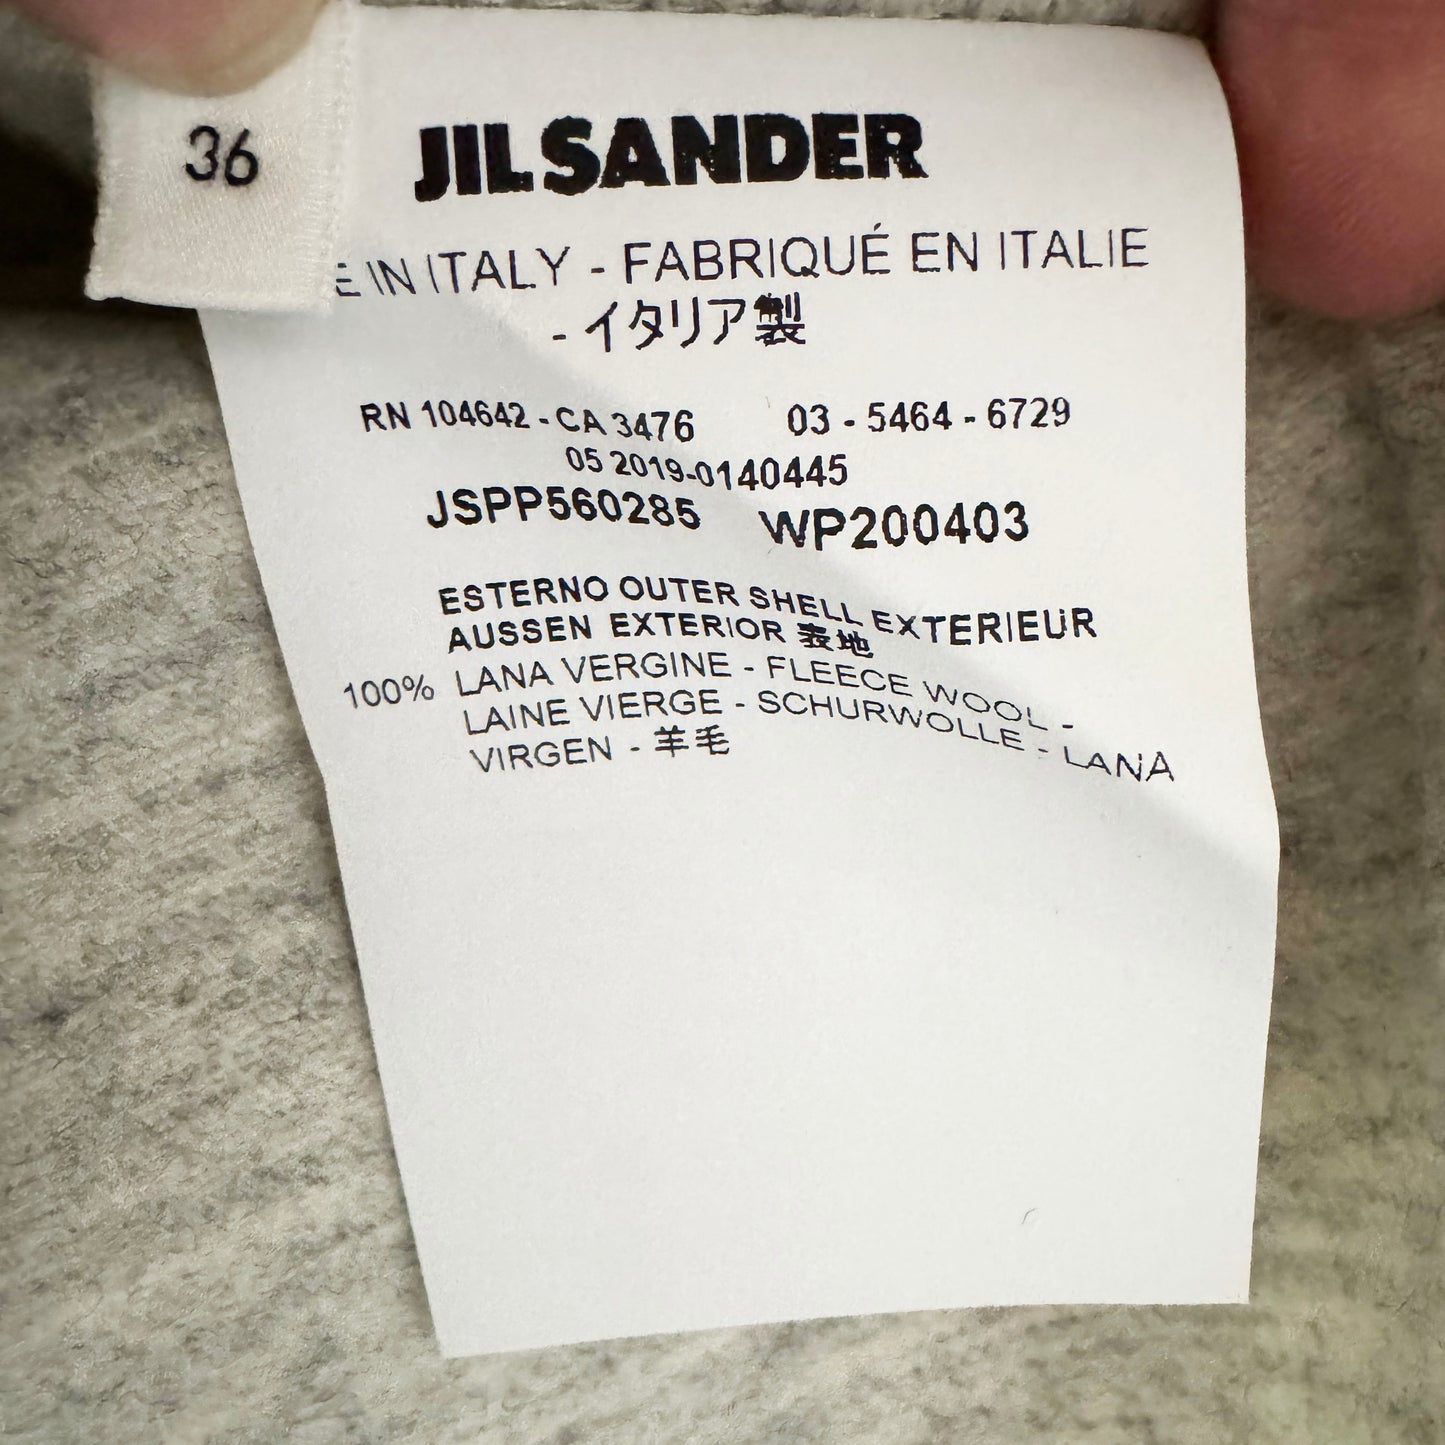 36
JIL SANDER
E IN ITALY - FABRIQUÉ EN ITALIE
- イタリア製
RN 104642 - CA 3476 03 - 5464 - 6729
05 2019-0140445
JSPP560285 WP200403
ESTERNO OUTER SHELL EXTERIEUR
AUSSEN EXTERIOR 表地
100% LANA VERGINE - FLEECE WOOL -
LAINE VIERGE - SCHURWOLLE - LANA
VIRGEN - 羊毛